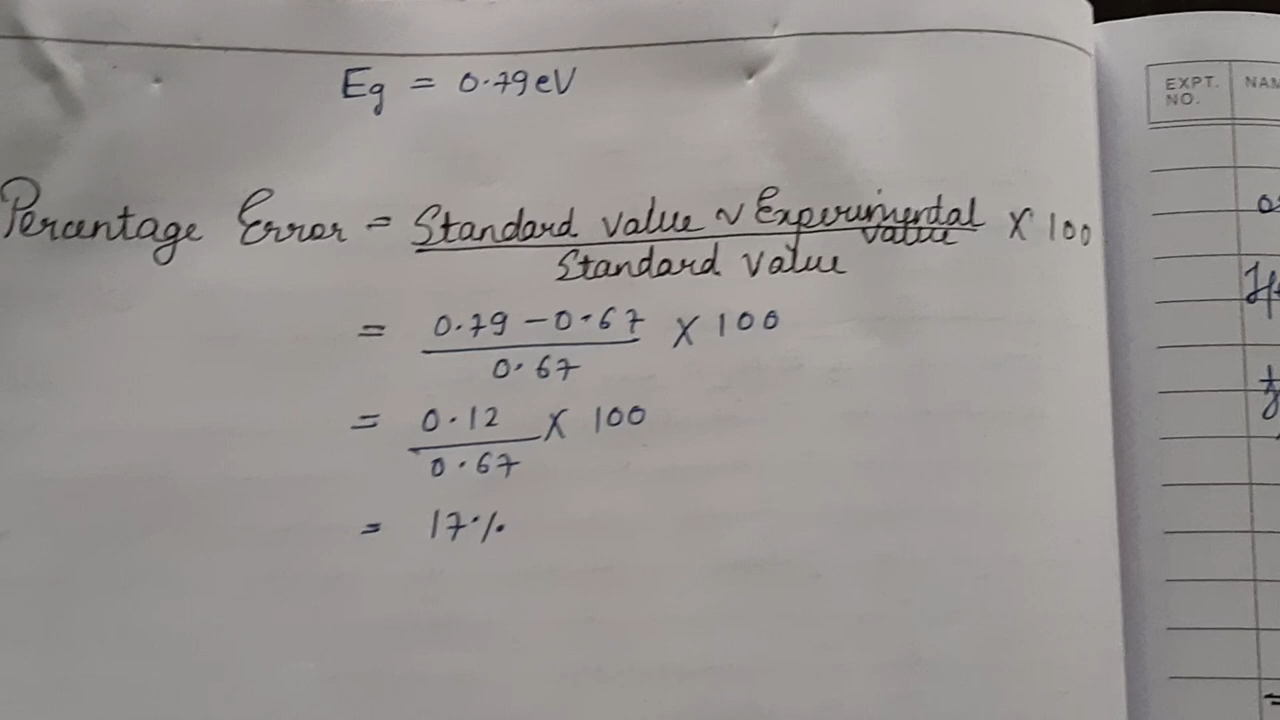 Eg = 0.79eV
Percentage Error = Standard value ~ Experimental value × 100
Standard value
= 0.79 - 0.67 × 100
0.67
= 0.12 × 100
0.67
= 17%
EXPT. NO.